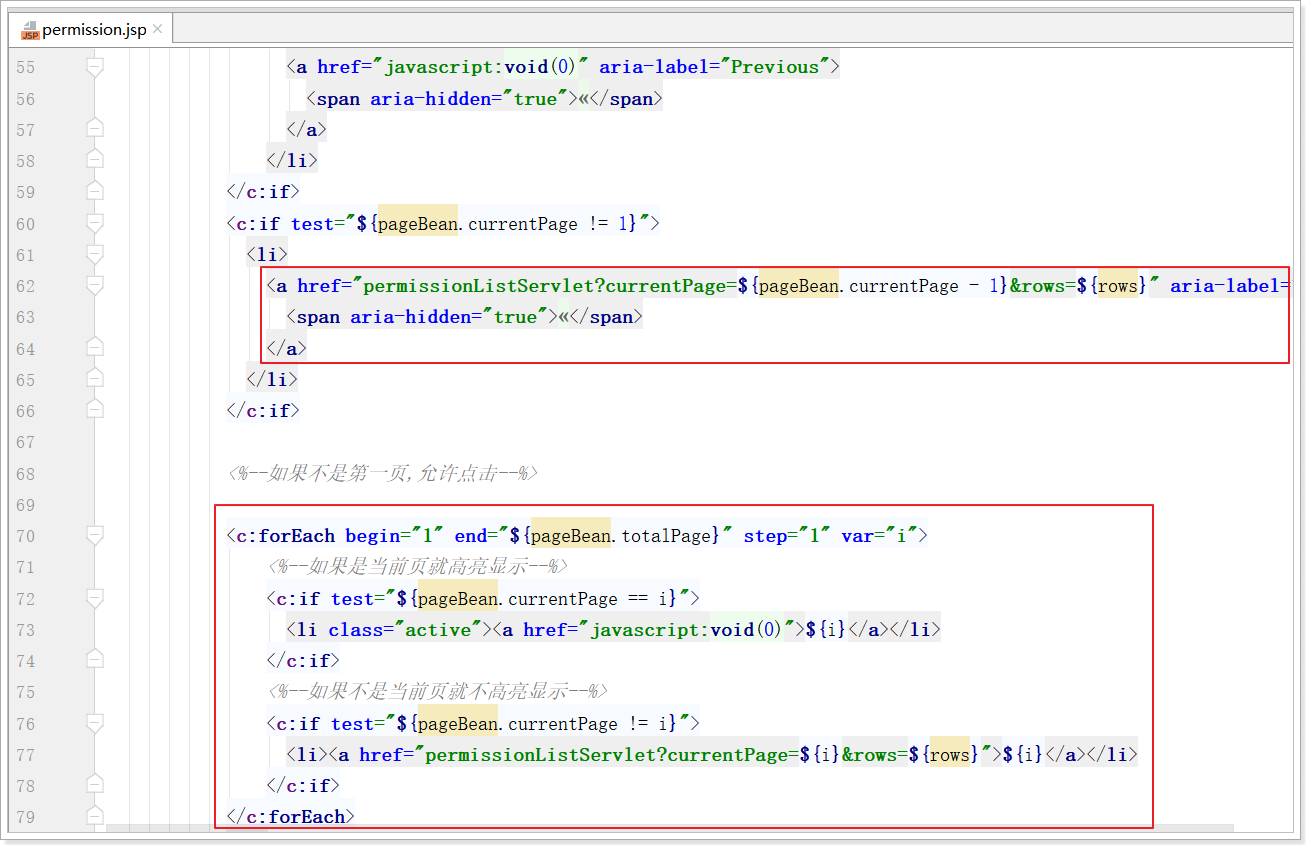 permission.jsp
55 <a href="javascript:void(0)" aria-label="Previous">
56 <span aria-hidden="true">«</span>
57 </a>
58 </li>
59 </c:if>
60 <c:if test="${pageBean.currentPage != 1}">
61 <li>
62 <a href="permissionListServlet?currentPage=${pageBean.currentPage - 1}&rows=${rows}" aria-label=
63 <span aria-hidden="true">«</span>
64 </a>
65 </li>
66 </c:if>
67
68 <%--如果不是第一页,允许点击--%>
69
70 <c:forEach begin="1" end="${pageBean.totalPage}" step="1" var="i">
71 <%--如果是当前页就高亮显示--%>
72 <c:if test="${pageBean.currentPage == i}">
73 <li class="active"><a href="javascript:void(0)">${i}</a></li>
74 </c:if>
75 <%--如果不是当前页就不高亮显示--%>
76 <c:if test="${pageBean.currentPage != i}">
77 <li><a href="permissionListServlet?currentPage=${i}&rows=${rows}">${i}</a></li>
78 </c:if>
79 </c:forEach>